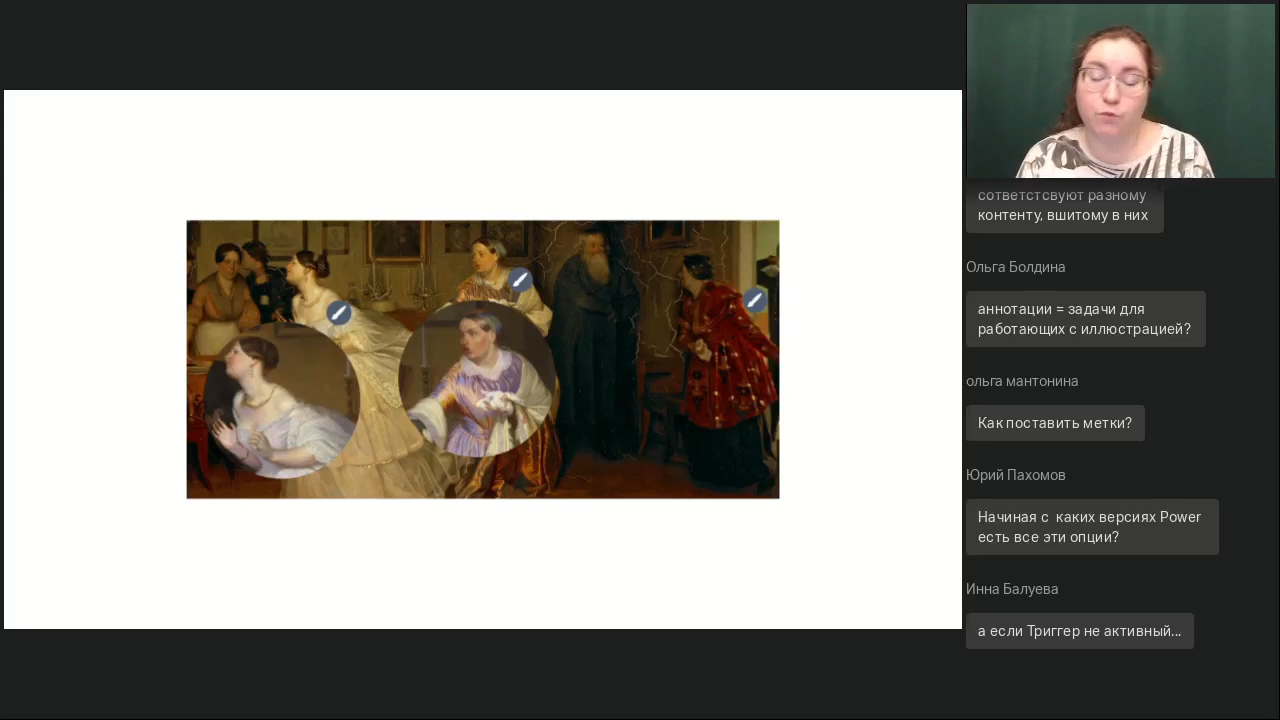 сответстсвуют разному
контенту, вшитому в них
Ольга Болдина
аннотации = задачи для
работающих с иллюстрацией?
ольга мантонина
Как поставить метки?
Юрий Пахомов
Начиная с  каких версиях Power
есть все эти опции?
Инна Балуева
а если Триггер не активный...